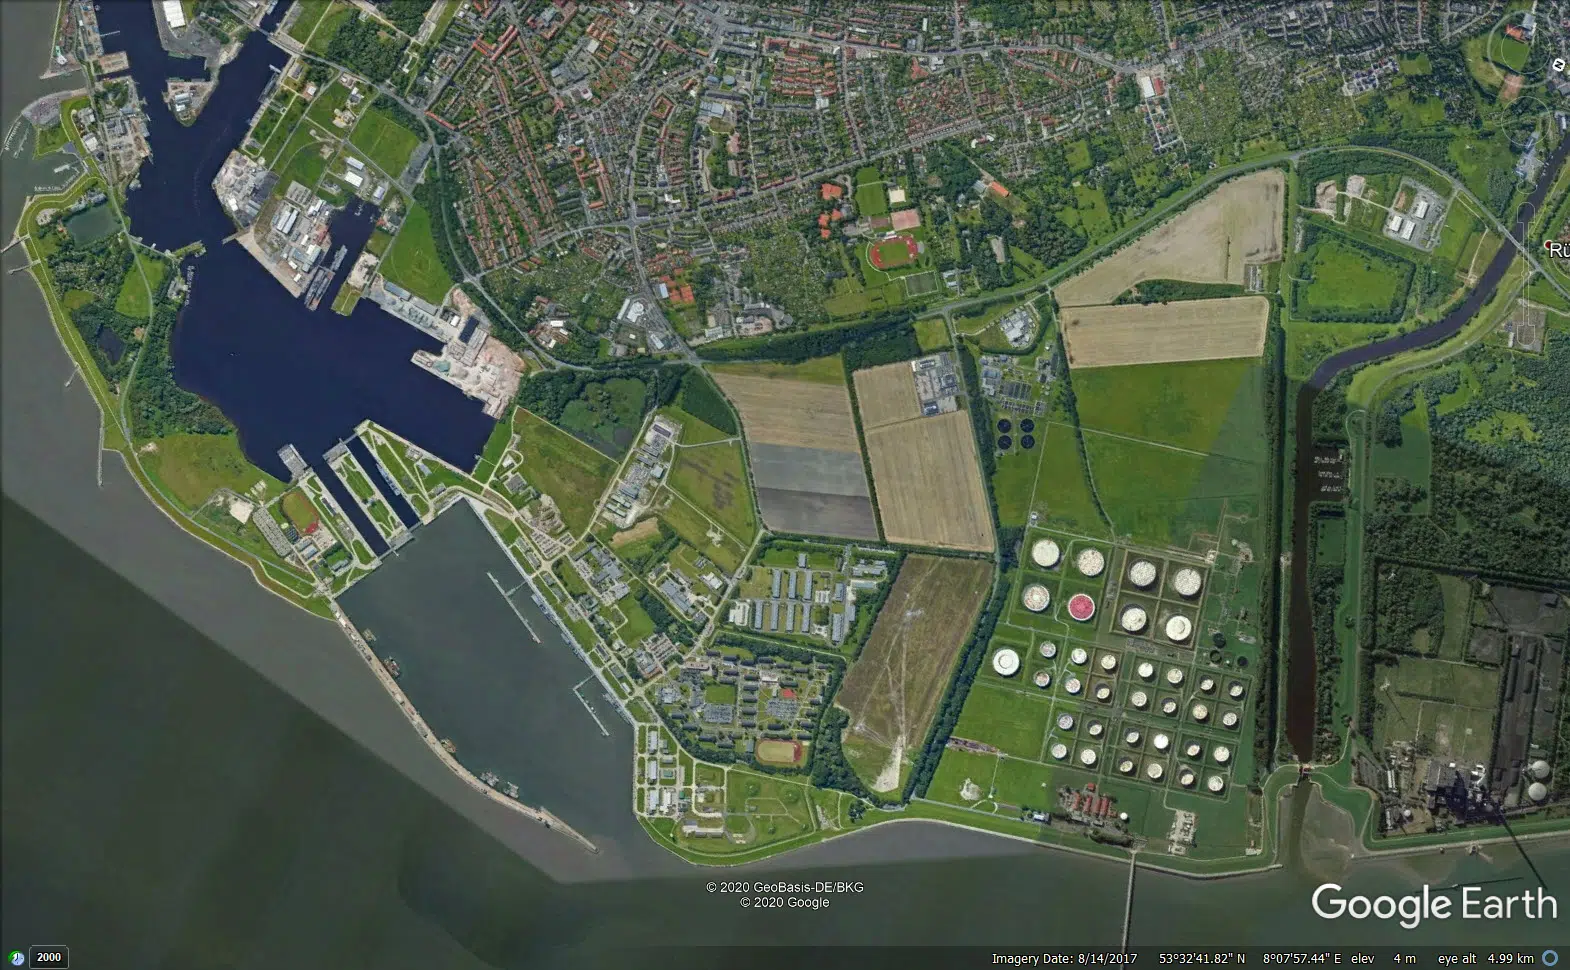 Rü
© 2020 GeoBasis-DE/BKG
© 2020 Google
Google Earth
2000
Imagery Date: 8/14/2017 53°32'41.82" N 8°07'57.44" E elev 4 m eye alt 4.99 km
N